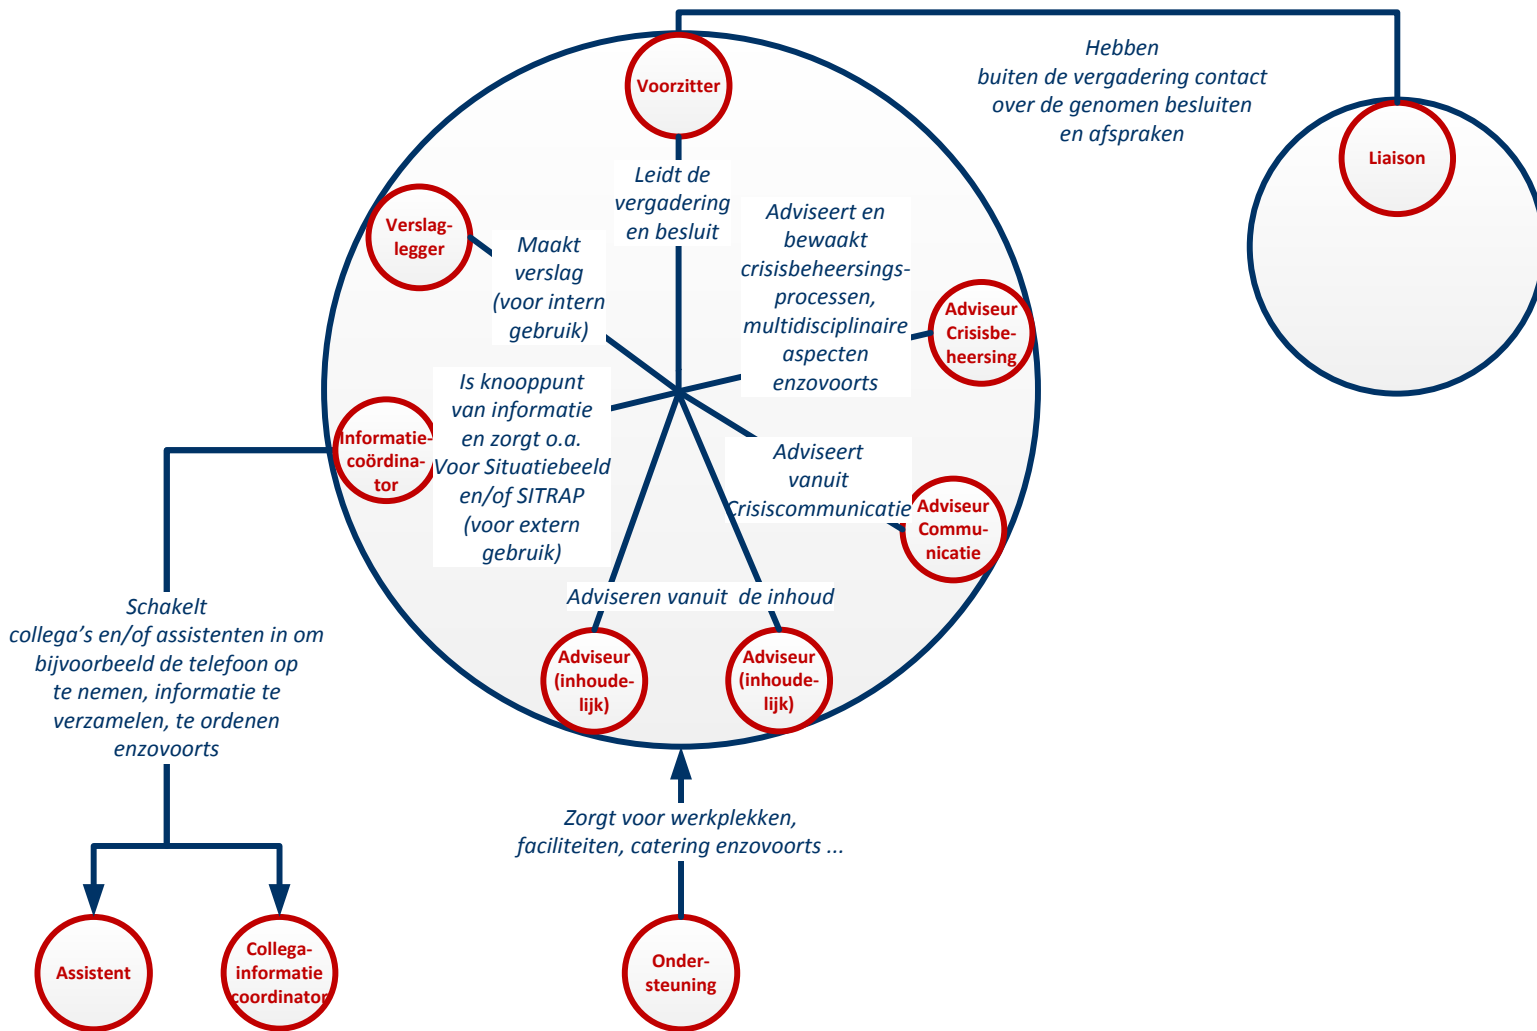 Hebben
buiten de vergadering contact
over de genomen besluiten
en afspraken
Voorzitter
Liaison
Leidt de
vergadering
en besluit
Verslag-
legger
Maakt
verslag
(voor intern
gebruik)
Adviseert en
bewaakt
crisisbeheersings-
processen,
multidisciplinaire
aspecten
enzovoorts
Adviseur
Crisisbe-
heersing
Informatie-
coördina-
tor
Is knooppunt
van informatie
en zorgt o.a.
Voor Situatiebeeld
en/of SITRAP
(voor extern
gebruik)
Adviseert
vanuit
Crisiscommunicatie
Adviseur
Commu-
nicatie
Adviseren vanuit  de inhoud
Adviseur
(inhoude-
lijk)
Adviseur
(inhoude-
lijk)
Schakelt
collega's en/of assistenten in om
bijvoorbeeld de telefoon op
te nemen, informatie te
verzamelen, te ordenen
enzovoorts
Zorgt voor werkplekken,
faciliteiten, catering enzovoorts ...
Assistent
Collega-
informatie
coordinator
Onder-
steuning